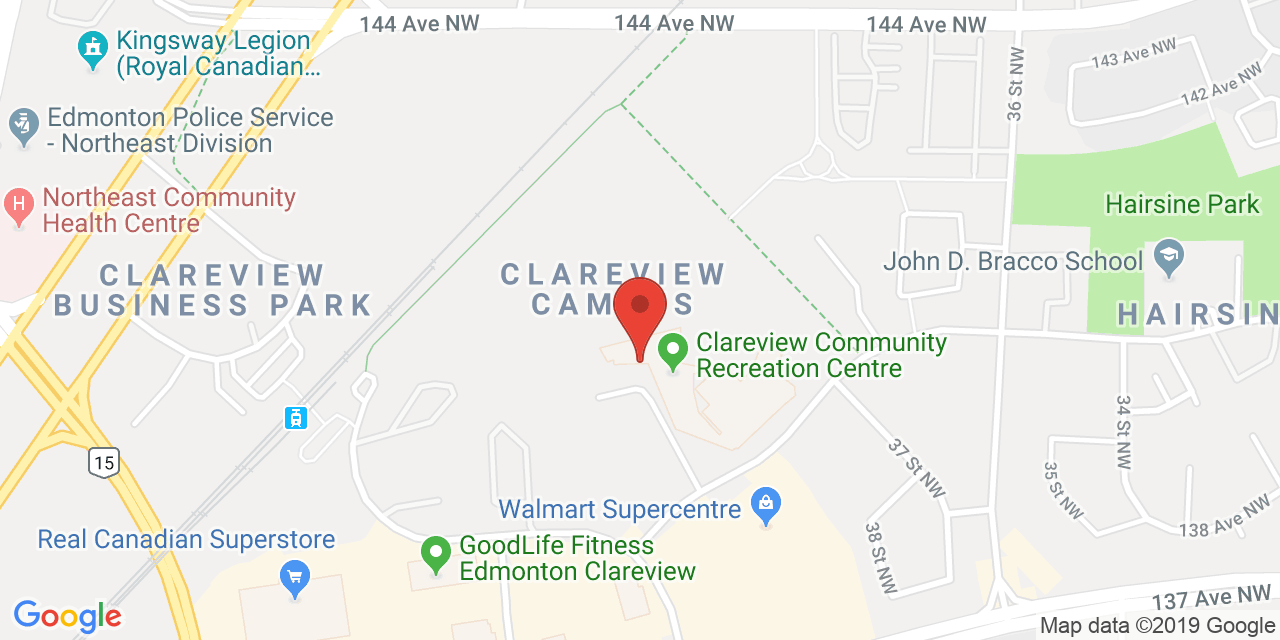 144 Ave NW
144 Ave NW
144 Ave NW
Kingsway Legion
(Royal Canadian...
36 St NW
143 Ave NW
142 Ave NW
Edmonton Police Service
- Northeast Division
Northeast Community
Health Centre
H
Hairsine Park
John D. Bracco School
CLAREVIEW
BUSINESS PARK
CLAREVIEW
HAIRSIN
Clareview Community
Recreation Centre
34 St NW
37 St NW
35 St NW
15
Walmart Supercentre
38 St NW
138 Ave NW
Real Canadian Superstore
GoodLife Fitness
Edmonton Clareview
137 Ave NW
Google
Map data ©2019 Google